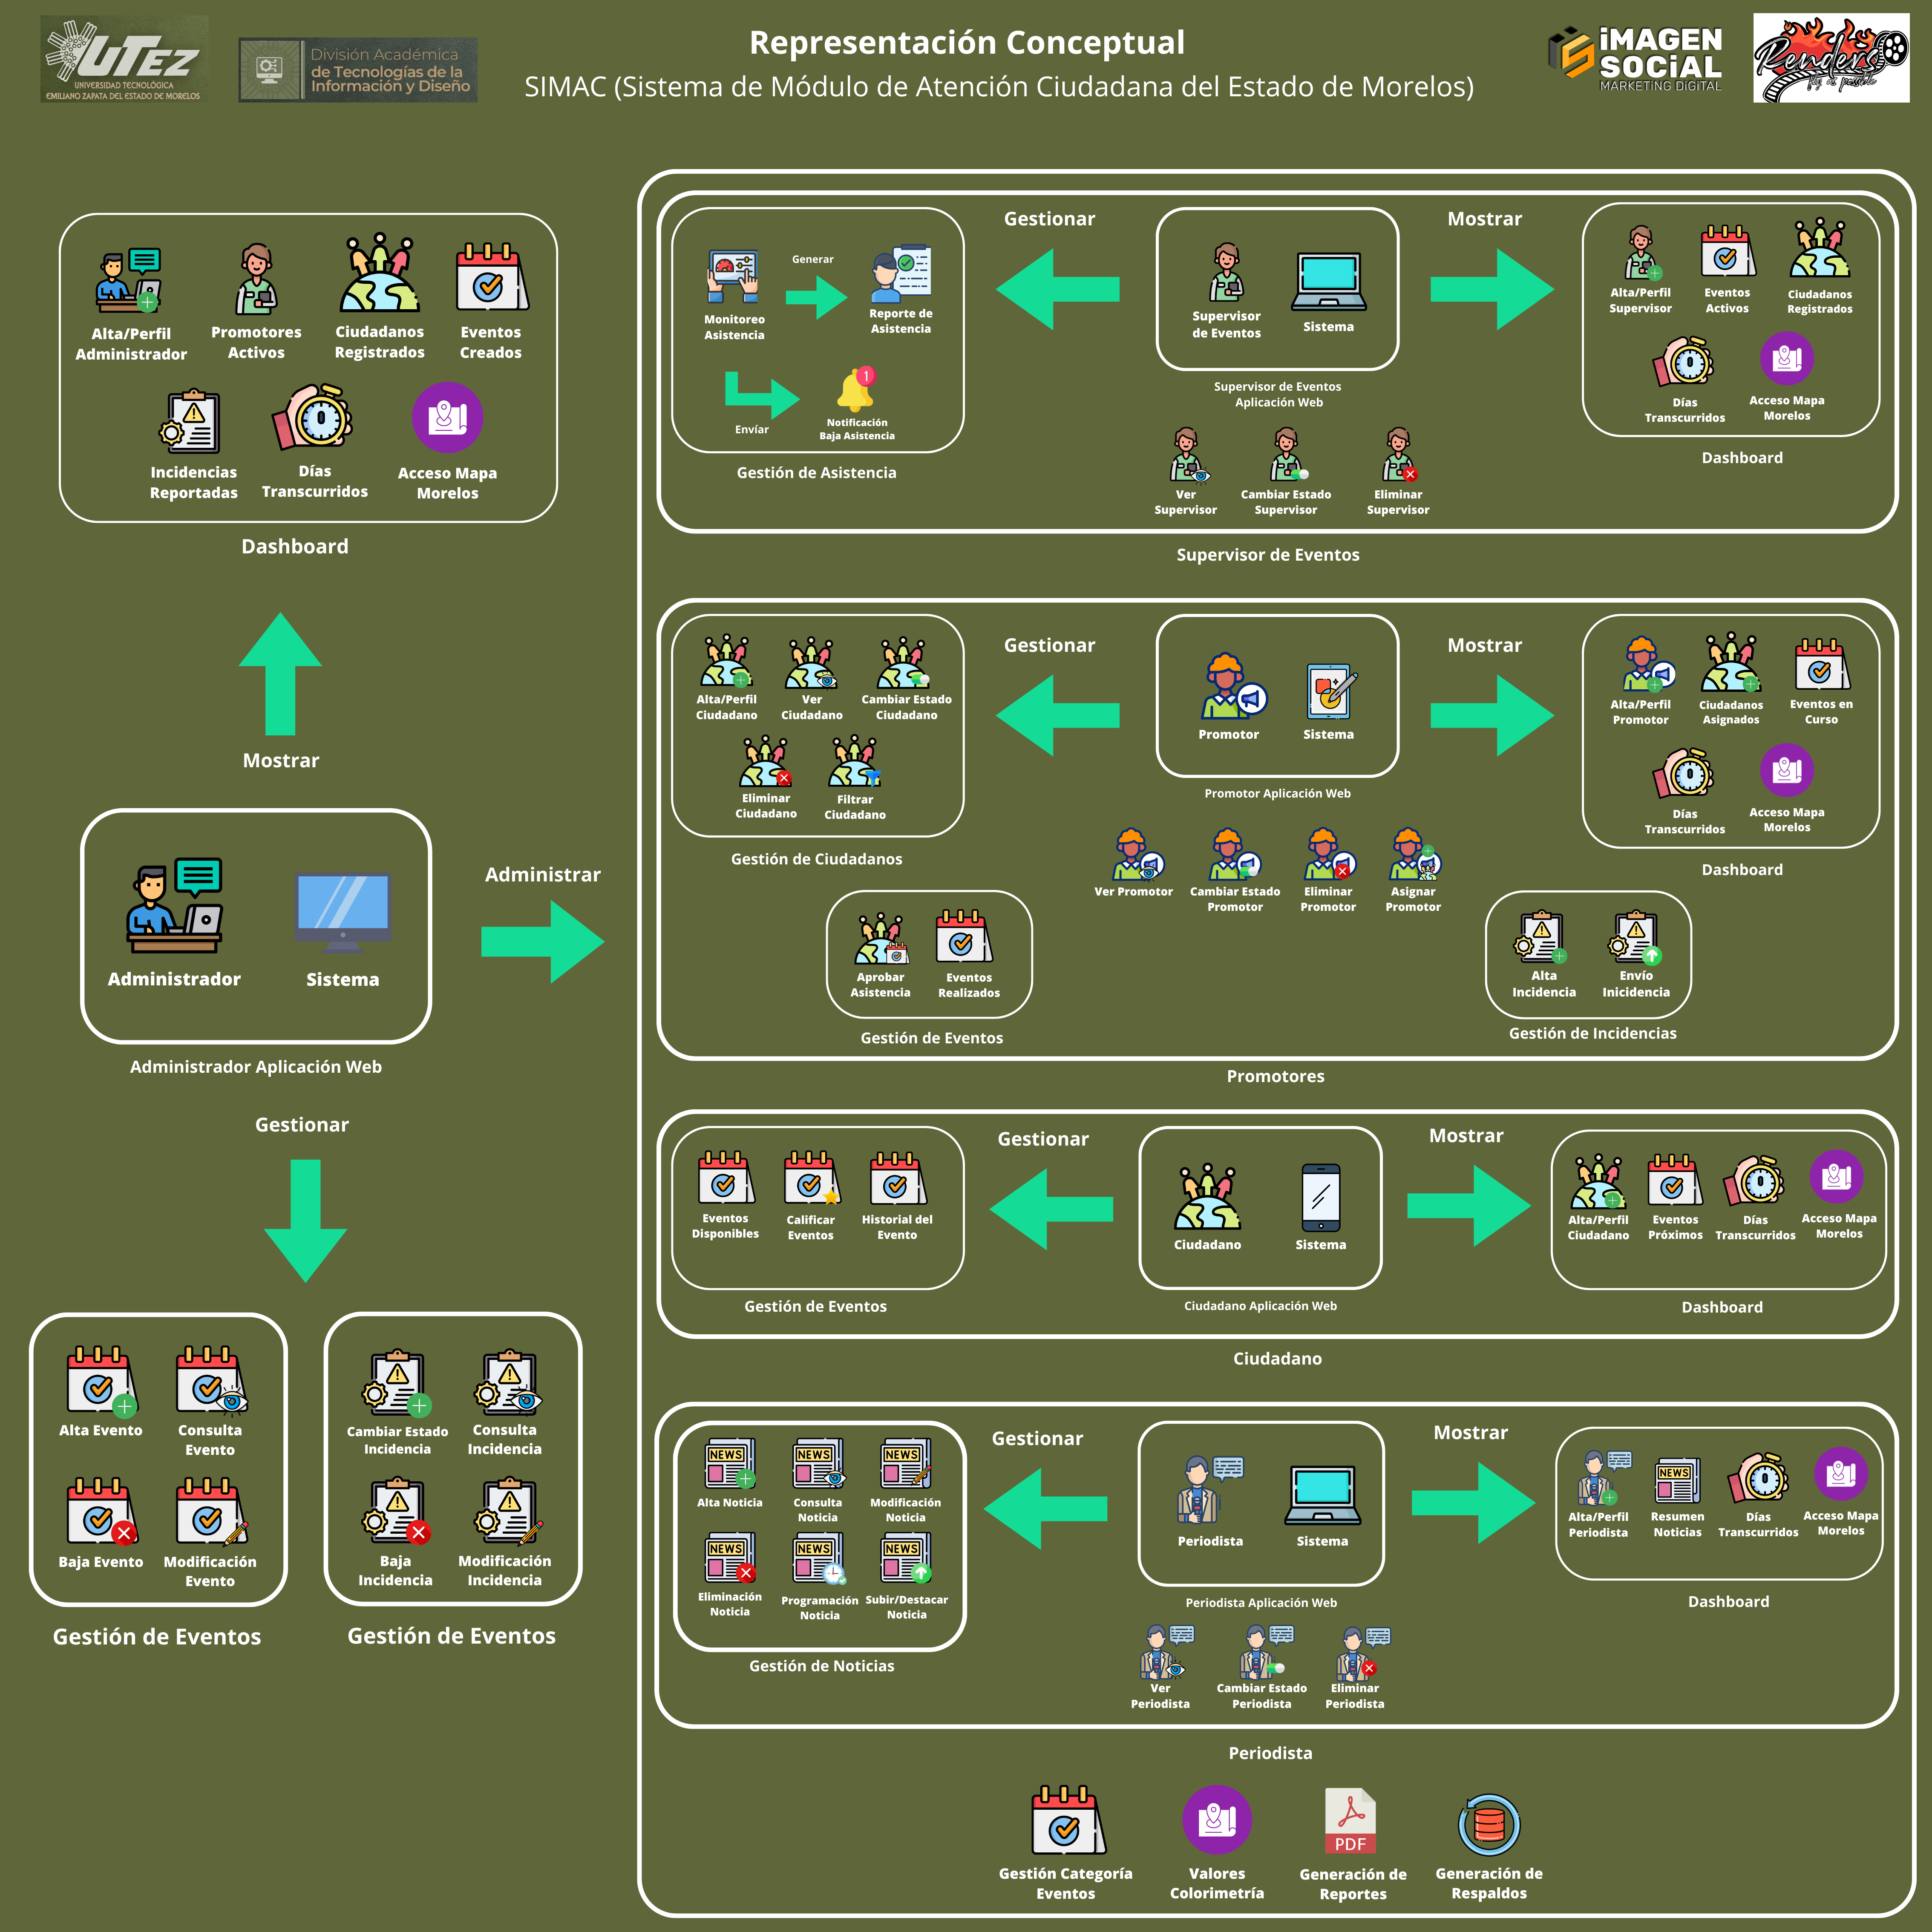 UTEZ
UNIVERSIDAD TECNOLÓGICA
EMILIANO ZAPATA DEL ESTADO DE MORELOS
División Académica
de Tecnologías de la
Información y Diseño
Representación Conceptual
SIMAC (Sistema de Módulo de Atención Ciudadana del Estado de Morelos)
iMAGEN
SOCiAL
MARKETING DIGITAL
Renders
Alta/Perfil
Administrador
Promotores
Activos
Ciudadanos
Registrados
Eventos
Creados
Incidencias
Reportadas
Días
Transcurridos
Acceso Mapa
Morelos
Dashboard
Mostrar
Administrador
Sistema
Administrador Aplicación Web
Administrar
Gestionar
Alta Evento
Consulta
Evento
Baja Evento
Modificación
Evento
Gestión de Eventos
Cambiar Estado
Incidencia
Consulta
Incidencia
Baja
Incidencia
Modificación
Incidencia
Gestión de Eventos
Monitoreo
Asistencia
Generar
Reporte de
Asistencia
Envíar
1
Notificación
Baja Asistencia
Gestión de Asistencia
Gestionar
Supervisor
de Eventos
Sistema
Supervisor de Eventos
Aplicación Web
Ver
Supervisor
Cambiar Estado
Supervisor
Eliminar
Supervisor
Mostrar
Alta/Perfil
Supervisor
Eventos
Activos
Ciudadanos
Registrados
Días
Transcurridos
Acceso Mapa
Morelos
Dashboard
Supervisor de Eventos
Alta/Perfil
Ciudadano
Ver
Ciudadano
Cambiar Estado
Ciudadano
Eliminar
Ciudadano
Filtrar
Ciudadano
Gestión de Ciudadanos
Gestionar
Promotor
Sistema
Promotor Aplicación Web
Mostrar
Alta/Perfil
Promotor
Ciudadanos
Asignados
Eventos en
Curso
Días
Transcurridos
Acceso Mapa
Morelos
Dashboard
Ver Promotor
Cambiar Estado
Promotor
Eliminar
Promotor
Asignar
Promotor
Aprobar
Asistencia
Eventos
Realizados
Gestión de Eventos
Alta
Incidencia
Envío
Inicidencia
Gestión de Incidencias
Promotores
Eventos
Disponibles
Calificar
Eventos
Historial del
Evento
Gestión de Eventos
Gestionar
Ciudadano
Sistema
Ciudadano Aplicación Web
Mostrar
Alta/Perfil
Ciudadano
Eventos
Próximos
Días
Transcurridos
Acceso Mapa
Morelos
Dashboard
Ciudadano
NEWS
Alta Noticia
NEWS
Consulta
Noticia
NEWS
Modificación
Noticia
NEWS
Eliminación
Noticia
NEWS
Programación
Noticia
NEWS
Subir/Destacar
Noticia
Gestión de Noticias
Gestionar
Periodista
Sistema
Periodista Aplicación Web
Ver
Periodista
Cambiar Estado
Periodista
Eliminar
Periodista
Mostrar
Alta/Perfil
Periodista
NEWS
Resumen
Noticias
Días
Transcurridos
Acceso Mapa
Morelos
Dashboard
Periodista
Gestión Categoría
Eventos
Valores
Colorimetría
PDF
Generación de
Reportes
Generación de
Respaldos